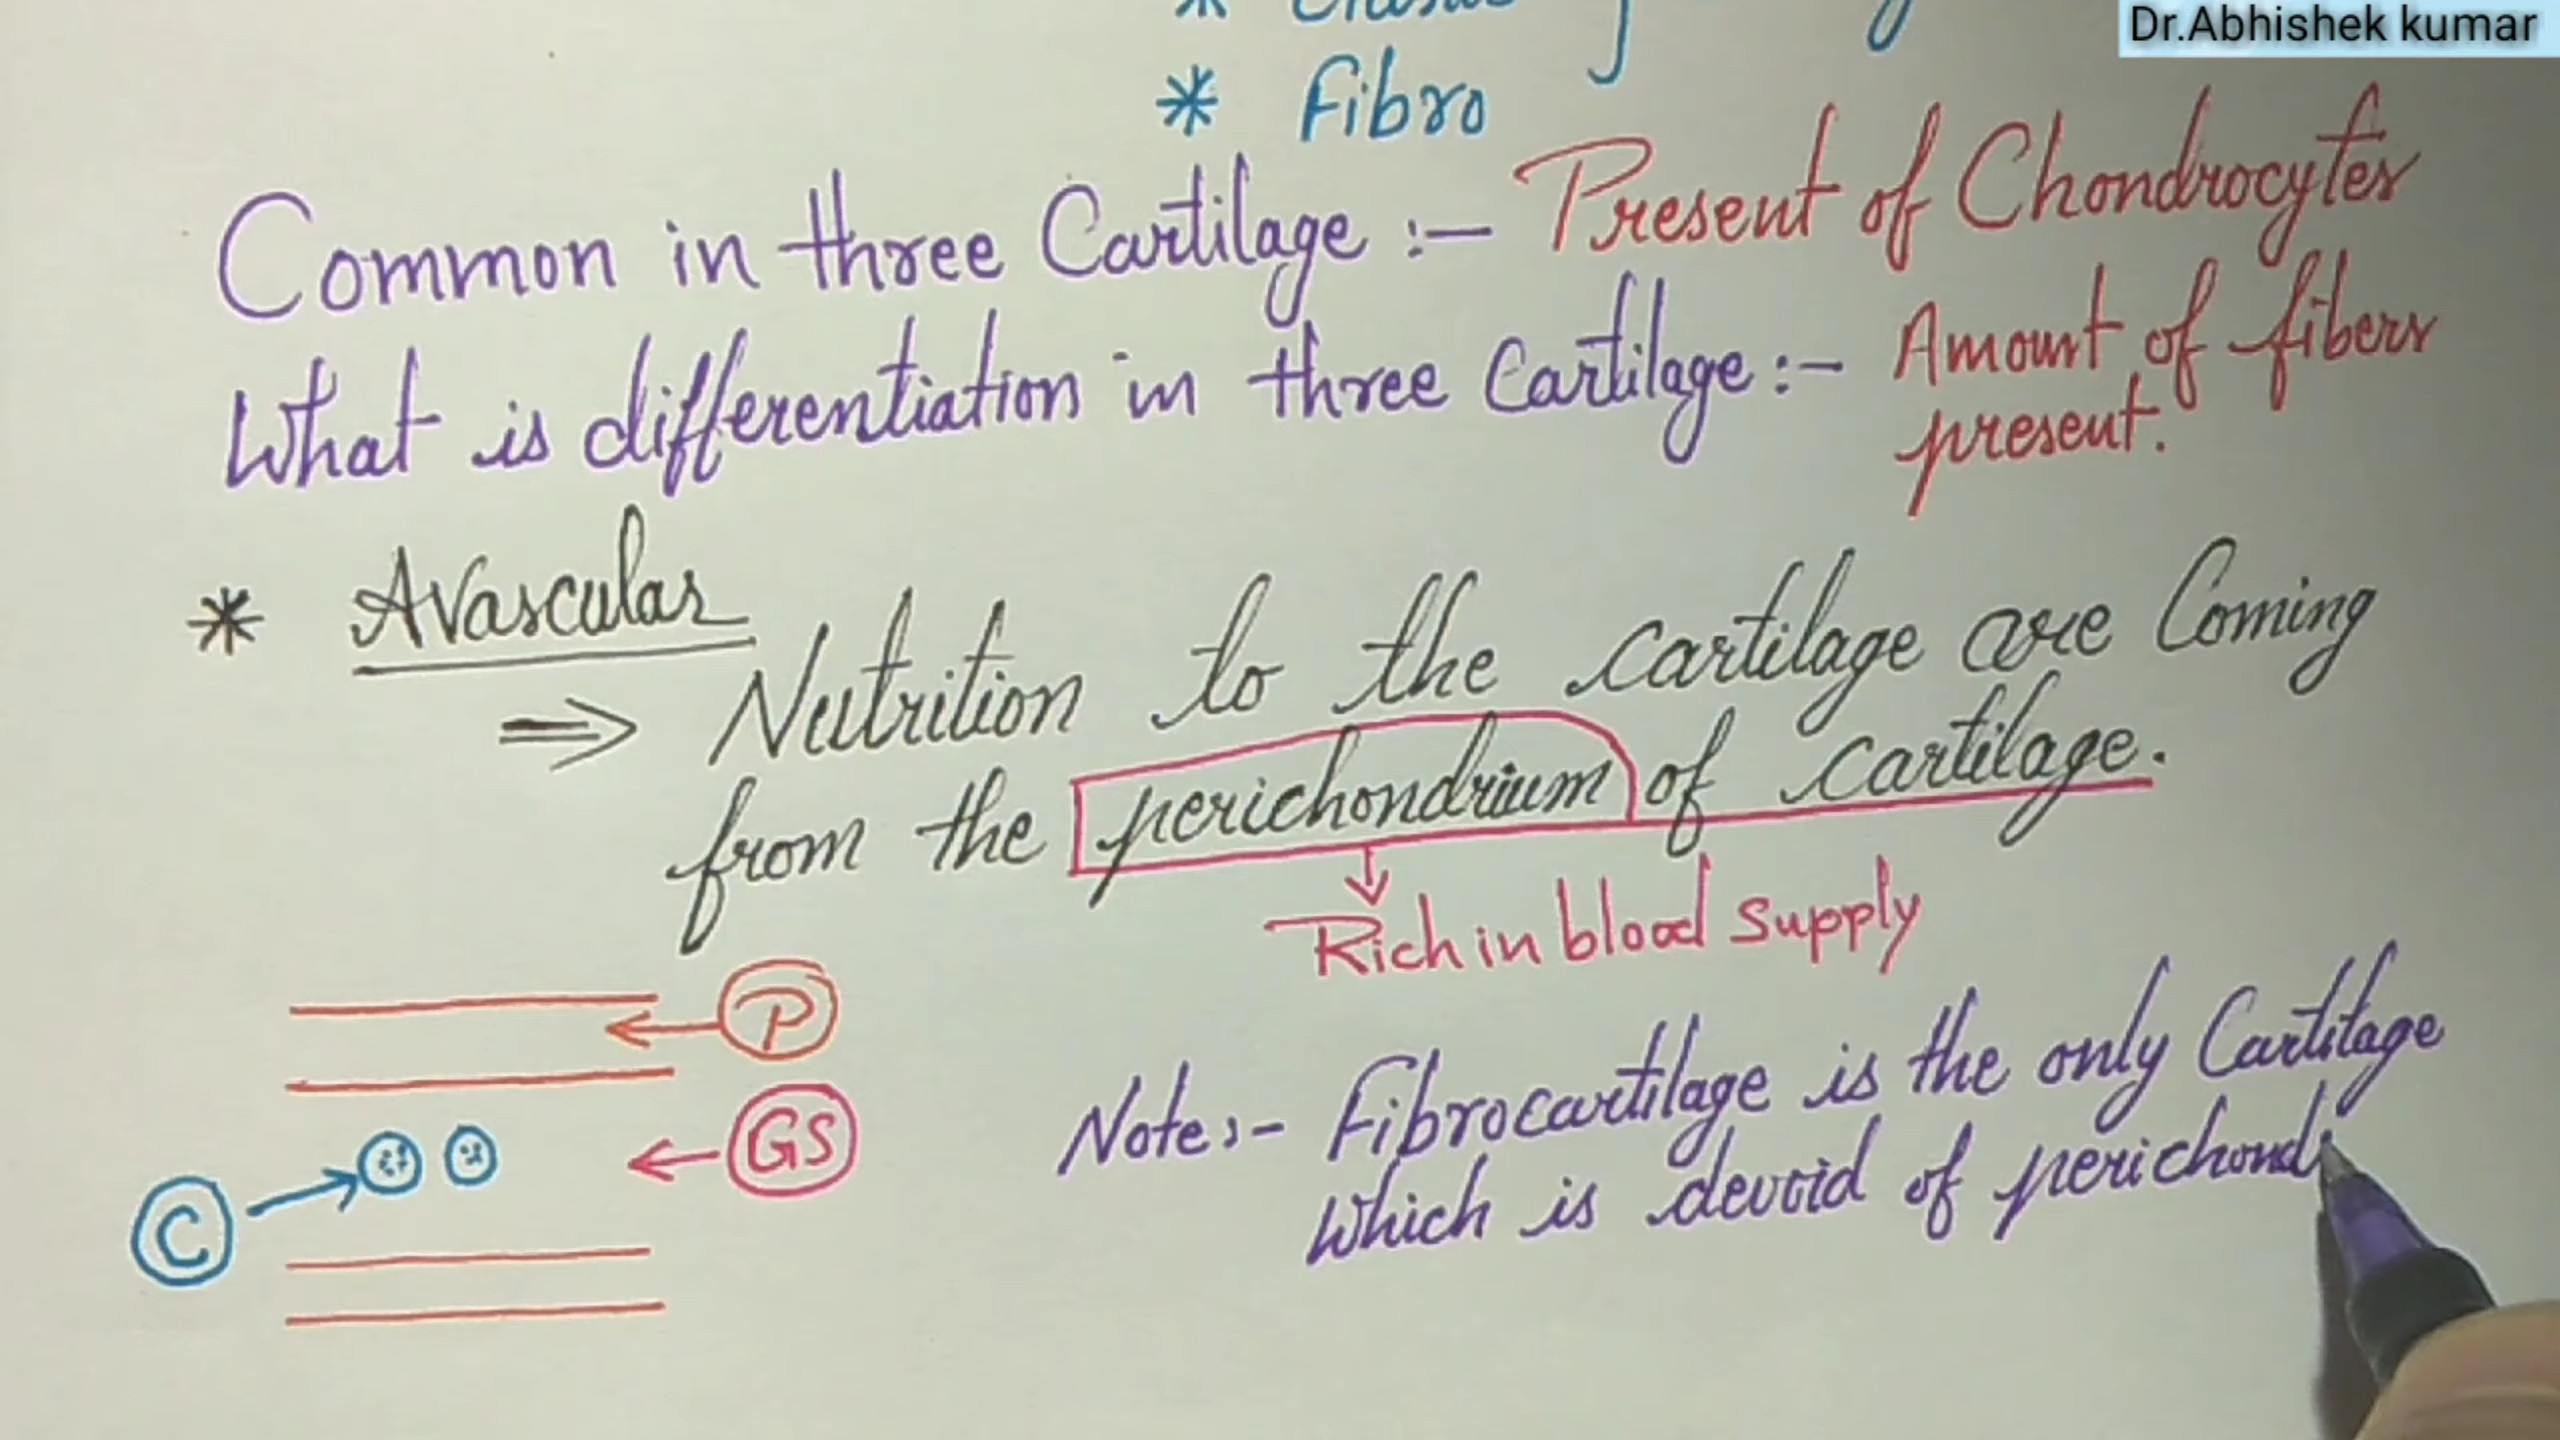 Dr.Abhishek kumar
* Fibro
Common in three Cartilage :- Present of Chondrocytes
What is differentiation in three Cartilage :- Amount of fibers
present.
* Avascular
⇒ Nutrition to the cartilage are Coming
from the perichondrium of cartilage.
↓
Rich in blood supply
P
GS
C
Note:- Fibrocartilage is the only Cartilage
which is devoid of perichond